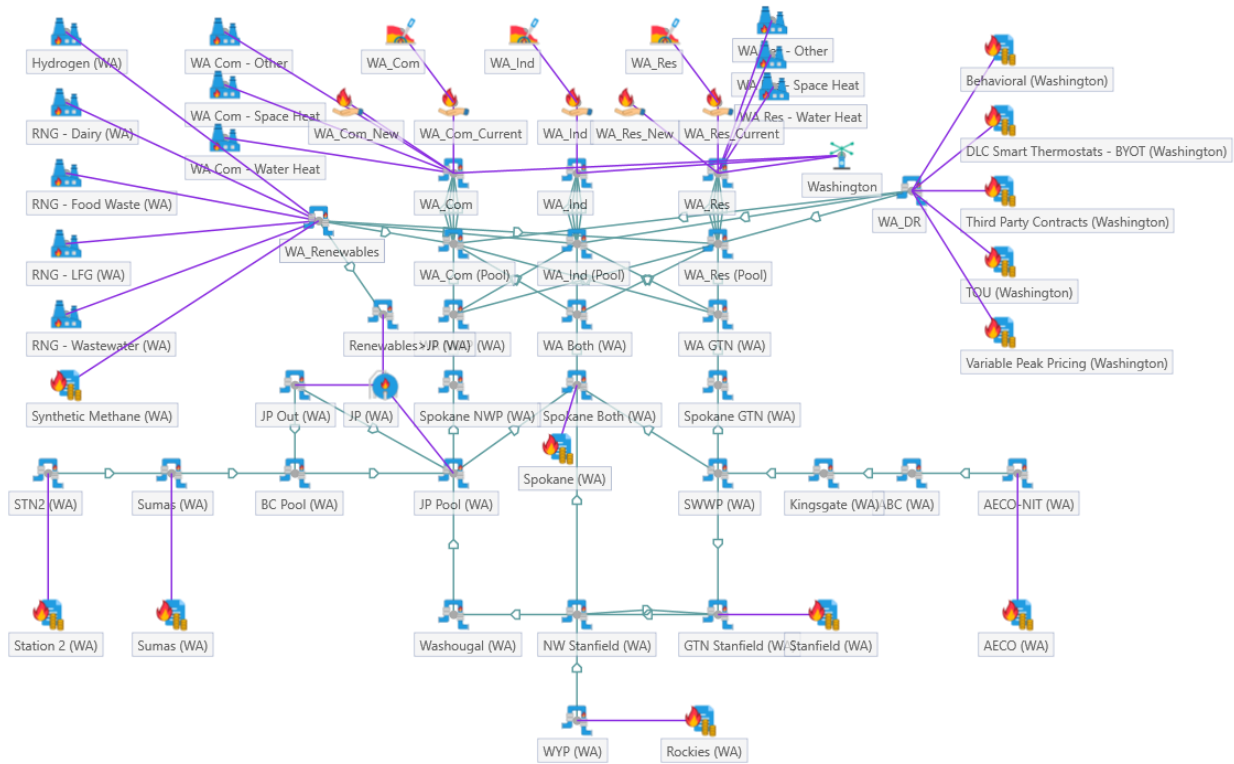 Hydrogen (WA)
WA Com - Other
WA_Com
WA_Ind
WA_Res
WA Res - Other
Behavioral (Washington)
WA Com - Space Heat
WA Res - Space Heat
RNG - Dairy (WA)
WA_Com_New
WA_Com_Current
WA_Ind
WA_Res_New
WA_Res_Current
WA Res - Water Heat
DLC Smart Thermostats - BYOT (Washington)
WA Com - Water Heat
Washington
RNG - Food Waste (WA)
WA_Com
WA_Ind
WA_Res
WA_DR
Third Party Contracts (Washington)
WA_Renewables
RNG - LFG (WA)
WA_Com (Pool)
WA_Ind (Pool)
WA_Res (Pool)
TOU (Washington)
RNG - Wastewater (WA)
Renewables>JP (WA)
(WA)
WA Both (WA)
WA GTN (WA)
Variable Peak Pricing (Washington)
Synthetic Methane (WA)
JP Out (WA)
JP (WA)
Spokane NWP (WA)
Spokane Both (WA)
Spokane GTN (WA)
Spokane (WA)
STN2 (WA)
Sumas (WA)
BC Pool (WA)
JP Pool (WA)
SWWP (WA)
Kingsgate (WA)
ABC (WA)
AECO-NIT (WA)
Station 2 (WA)
Sumas (WA)
Washougal (WA)
NW Stanfield (WA)
GTN Stanfield (WA)
Stanfield (WA)
AECO (WA)
WYP (WA)
Rockies (WA)